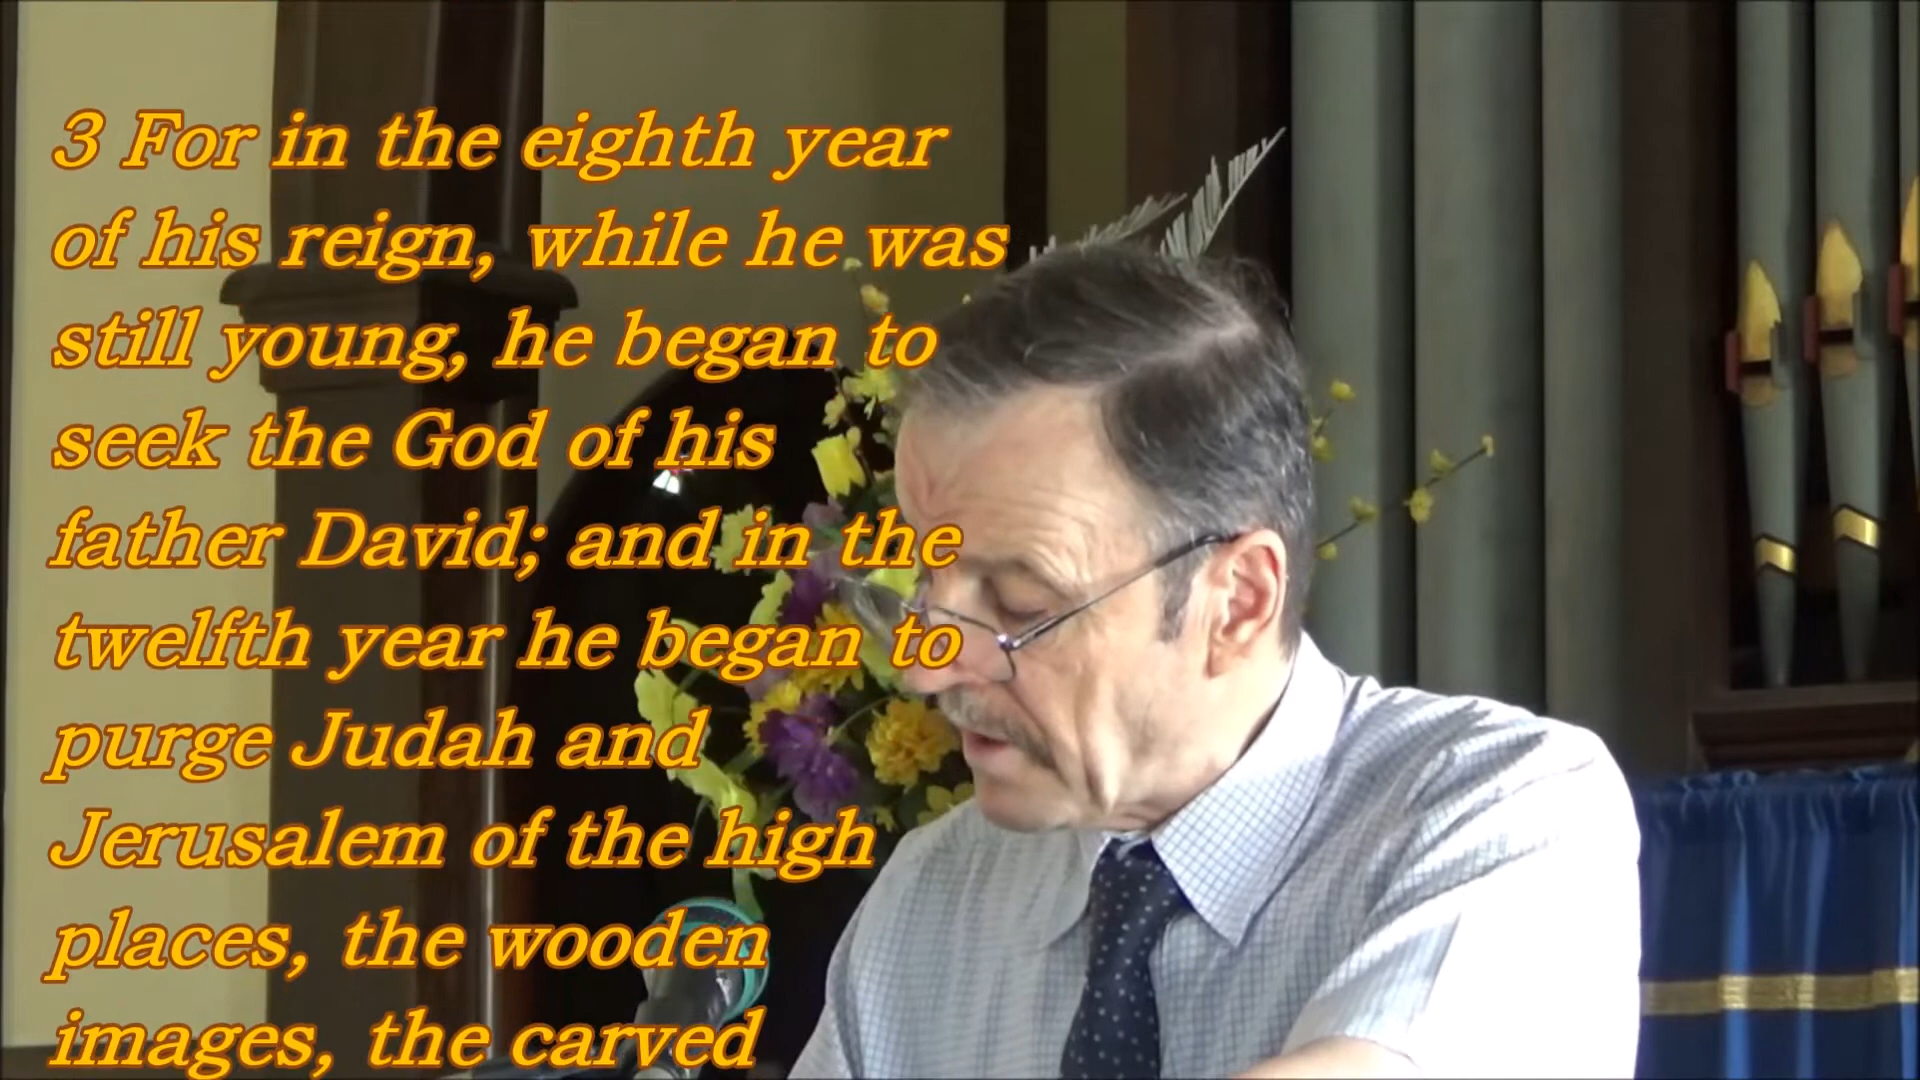 3 For in the eighth year
of his reign, while he was
still young, he began to
seek the God of his
father David; and in the
twelfth year he began to
purge Judah and
Jerusalem of the high
places, the wooden
images, the carved